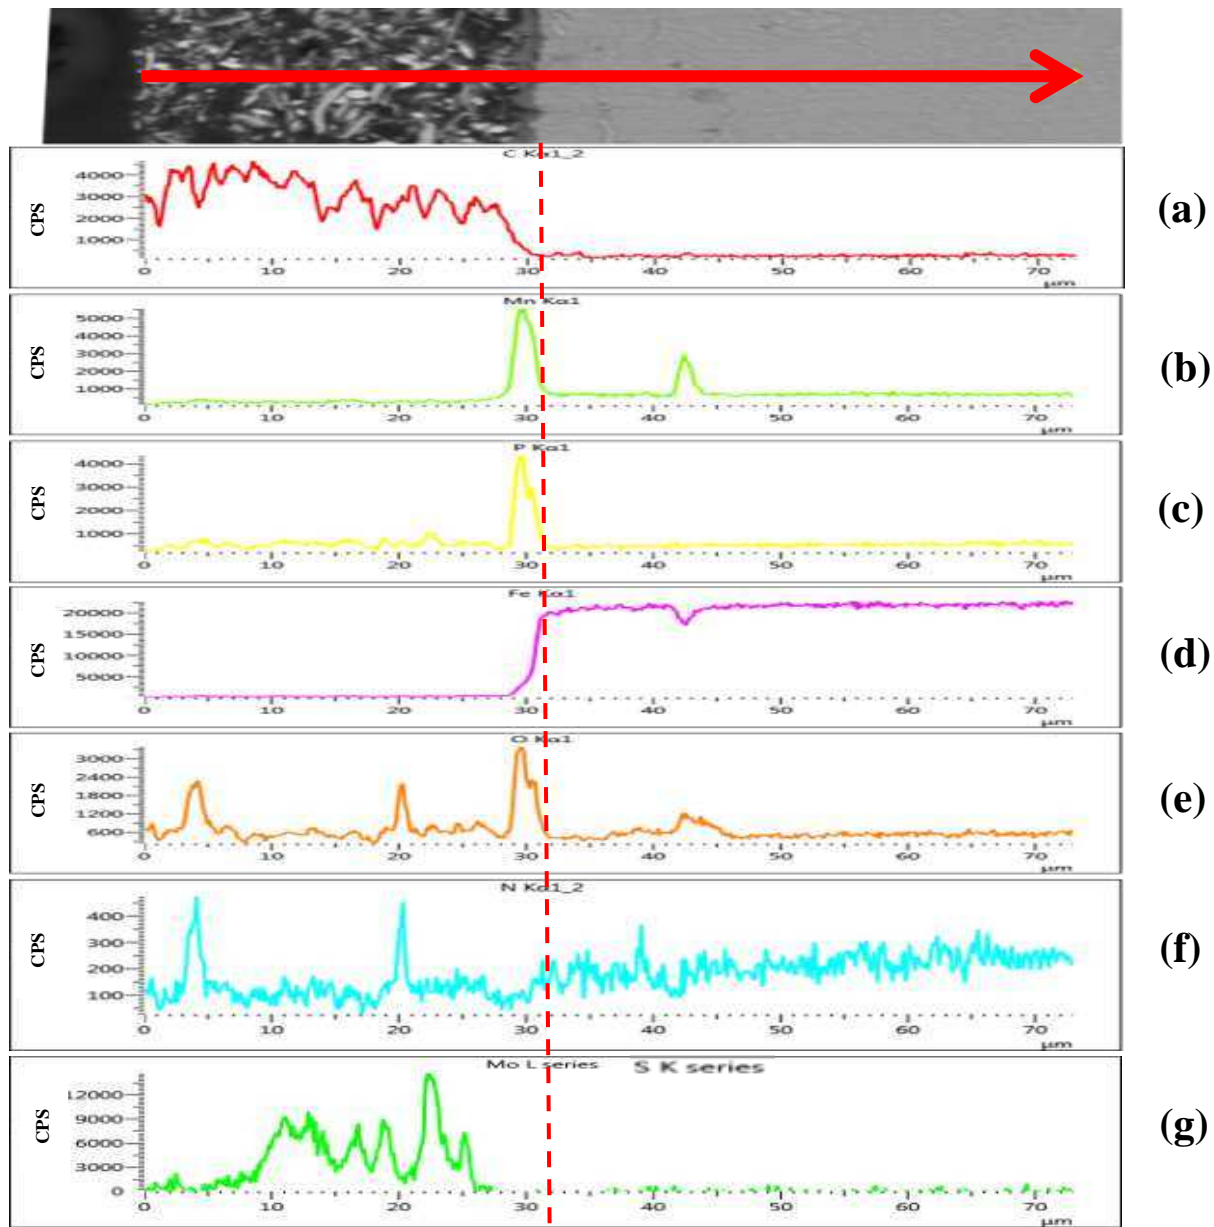 C Kα1_2
CPS
4000
3000
2000
1000
0 10 20 30 40 50 60 70
μm
(a)
Mn Kα1
CPS
5000
4000
3000
2000
1000
0 10 20 30 40 50 60 70
μm
(b)
P Kα1
CPS
4000
3000
2000
1000
0 10 20 30 40 50 60 70
μm
(c)
Fe Kα1
CPS
20000
15000
10000
5000
0 10 20 30 40 50 60 70
μm
(d)
O Kα1
CPS
3000
2400
1800
1200
600
0 10 20 30 40 50 60 70
μm
(e)
N Kα1_2
CPS
400
300
200
100
0 10 20 30 40 50 60 70
μm
(f)
Mo L series S K series
CPS
12000
9000
6000
3000
0
0 10 20 30 40 50 60 70
μm
(g)